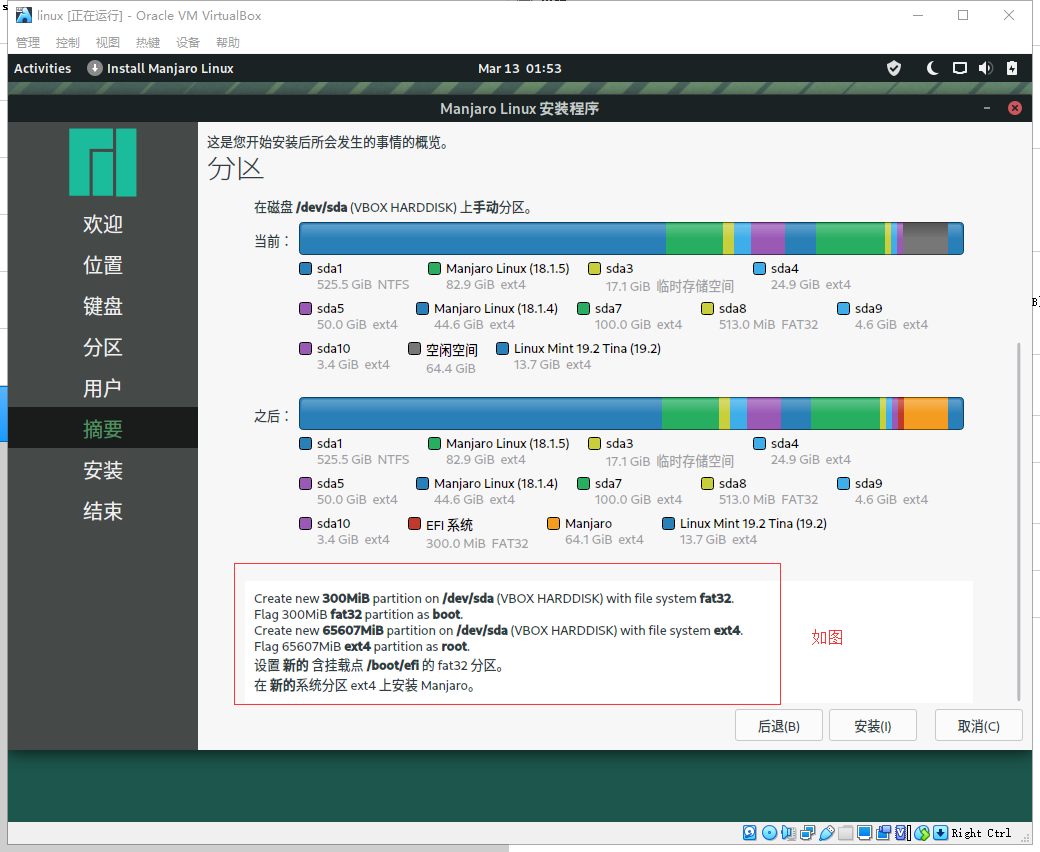 linux [正在运行] - Oracle VM VirtualBox
管理 控制 视图 热键 设备 帮助
Activities Install Manjaro Linux Mar 13 01:53
Manjaro Linux 安装程序
欢迎
位置
键盘
分区
用户
摘要
安装
结束
这是您开始安装后所会发生的事情的概览。
分区
在磁盘 /dev/sda (VBOX HARDDISK) 上手动分区。
当前：
sda1 Manjaro Linux (18.1.5) sda3 sda4
525.5 GiB NTFS 82.9 GiB ext4 17.1 GiB 临时存储空间 24.9 GiB ext4
sda5 Manjaro Linux (18.1.4) sda7 sda8 sda9
50.0 GiB ext4 44.6 GiB ext4 100.0 GiB ext4 513.0 MiB FAT32 4.6 GiB ext4
sda10 空闲空间 Linux Mint 19.2 Tina (19.2)
3.4 GiB ext4 64.4 GiB 13.7 GiB ext4
之后：
sda1 Manjaro Linux (18.1.5) sda3 sda4
525.5 GiB NTFS 82.9 GiB ext4 17.1 GiB 临时存储空间 24.9 GiB ext4
sda5 Manjaro Linux (18.1.4) sda7 sda8 sda9
50.0 GiB ext4 44.6 GiB ext4 100.0 GiB ext4 513.0 MiB FAT32 4.6 GiB ext4
sda10 EFI 系统 Manjaro Linux Mint 19.2 Tina (19.2)
3.4 GiB ext4 300.0 MiB FAT32 64.1 GiB ext4 13.7 GiB ext4
Create new 300MiB partition on /dev/sda (VBOX HARDDISK) with file system fat32.
Flag 300MiB fat32 partition as boot.
Create new 65607MiB partition on /dev/sda (VBOX HARDDISK) with file system ext4.
Flag 65607MiB ext4 partition as root.
设置 新的 含挂载点 /boot/efi 的 fat32 分区。
在 新的系统分区 ext4 上安装 Manjaro。
如图
后退(B) 安装(I) 取消(C)
Right Ctrl